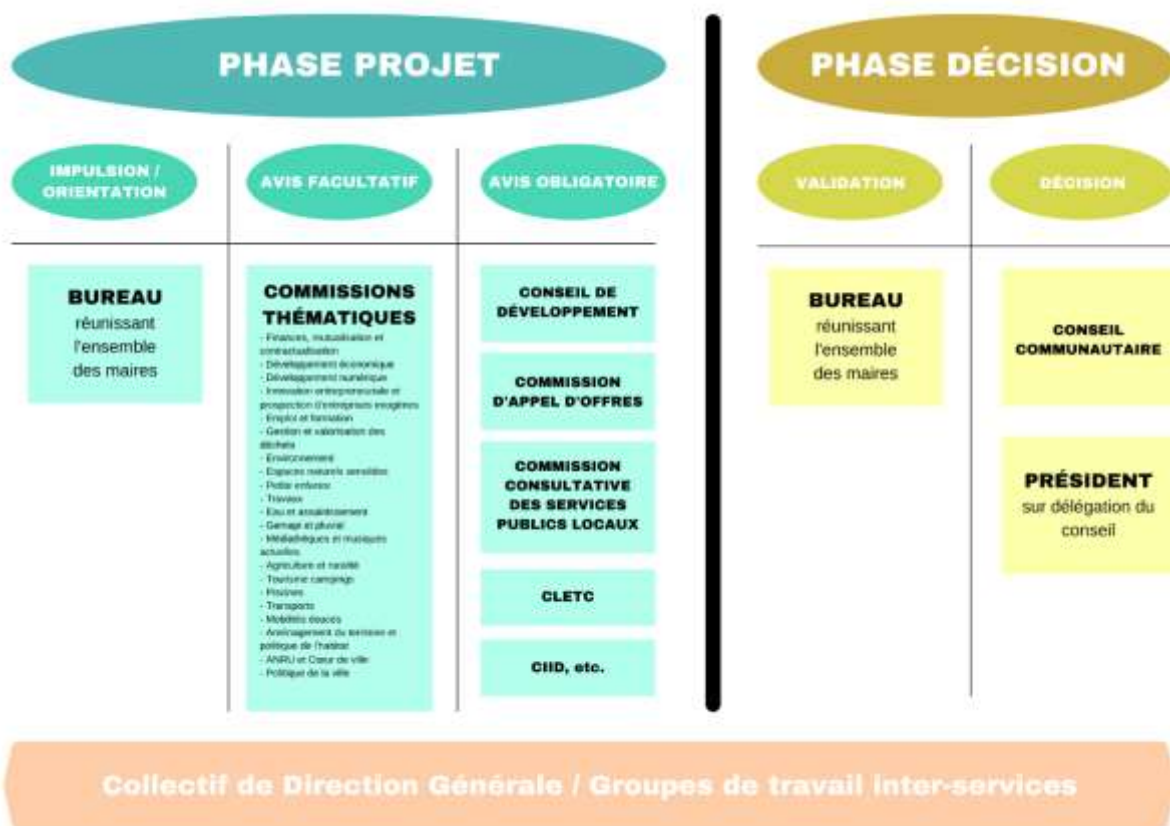 PHASE PROJET
PHASE DÉCISION
IMPULSION /
ORIENTATION
AVIS FACULTATIF
AVIS OBLIGATOIRE
VALIDATION
DÉCISION
BUREAU
réunissant
l'ensemble
des maires
COMMISSIONS
THÉMATIQUES
- Finances, mutualisation et
contractualisation
- Développement économique
- Développement numérique
- Innovation entrepreneuriale et
prospection d'entreprises exogènes
- Emploi et formation
- Gestion et valorisation des
déchets
- Environnement
- Espaces naturels sensibles
- Petite enfance
- Travaux
- Eau et assainissement
- Gemapi et pluvial
- Médiathèques et musiques
actuelles
- Agriculture et ruralité
- Tourisme campings
- Piscines
- Transports
- Mobilités douces
- Aménagement du territoire et
politique de l'habitat
- ANRU et Cœur de ville
- Politique de la ville
CONSEIL DE
DÉVELOPPEMENT
COMMISSION
D'APPEL D'OFFRES
COMMISSION
CONSULTATIVE
DES SERVICES
PUBLICS LOCAUX
CLETC
CIID, etc.
BUREAU
réunissant
l'ensemble
des maires
CONSEIL
COMMUNAUTAIRE
PRÉSIDENT
sur délégation du
conseil
Collectif de Direction Générale / Groupes de travail inter-services